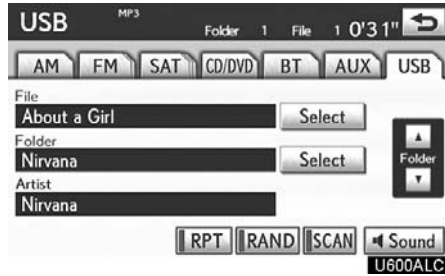 USB MP3 Folder 1 File 1 0'31"
AM FM SAT CD/DVD BT AUX USB
File
About a Girl Select
Folder
Nirvana Select
Folder
Artist
Nirvana
RPT RAND SCAN Sound
U600ALC